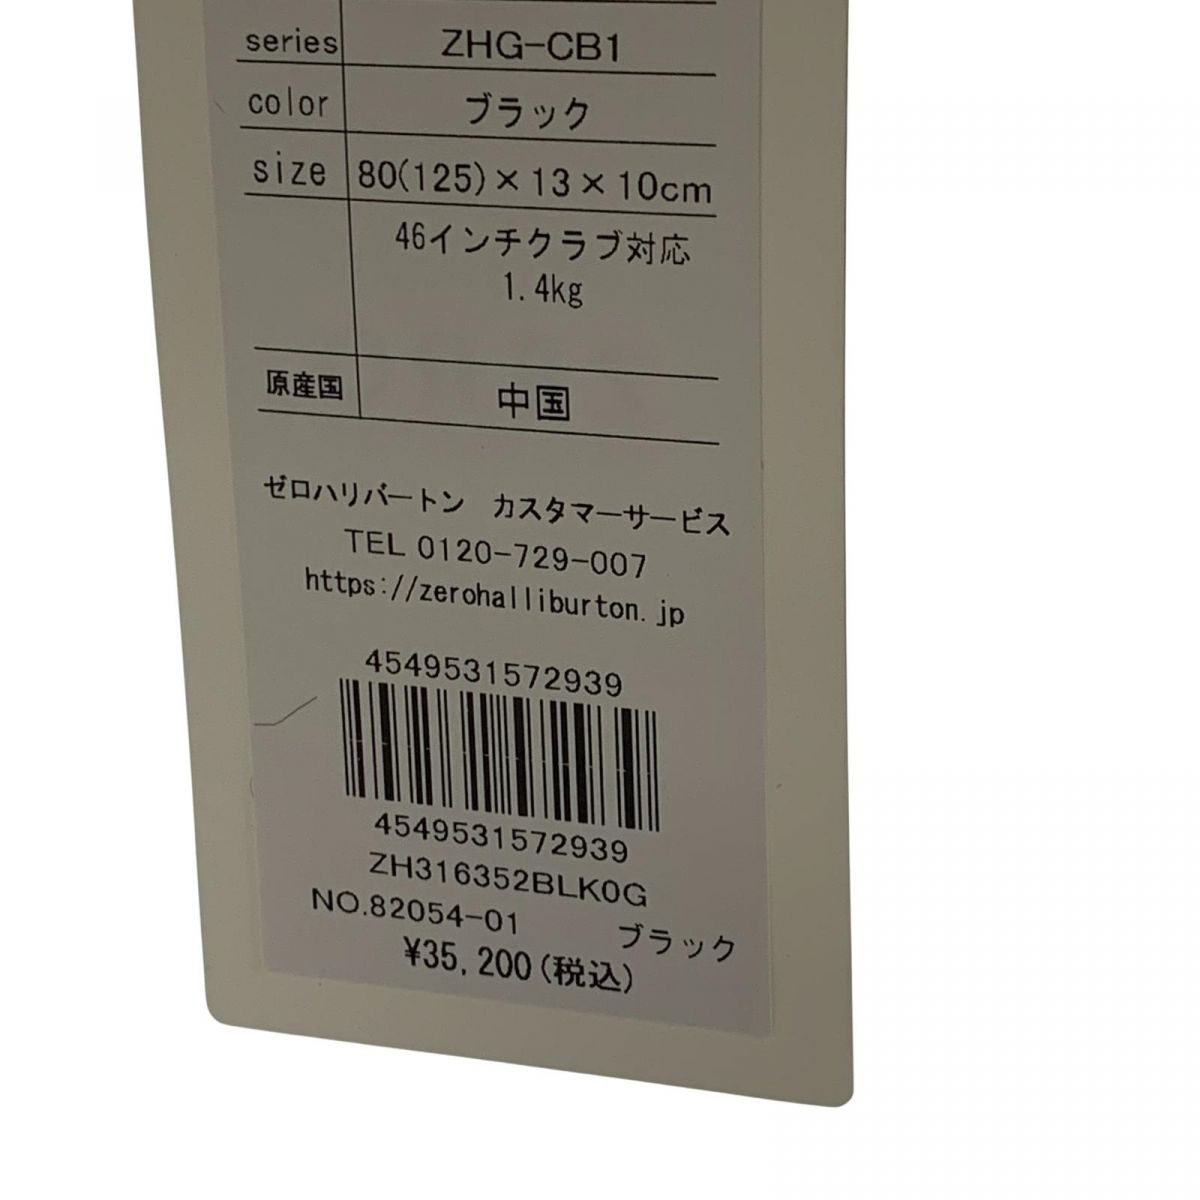 series ZHG-CB1
color ブラック
size 80(125)×13×10cm
46インチクラブ対応
1.4kg
原産国 中国
ゼロハリバートン カスタマーサービス
TEL 0120-729-007
https://zerohalliburton.jp
4549531572939
4549531572939
ZH316352BLK0G
NO.82054-01 ブラック
¥35,200(税込)